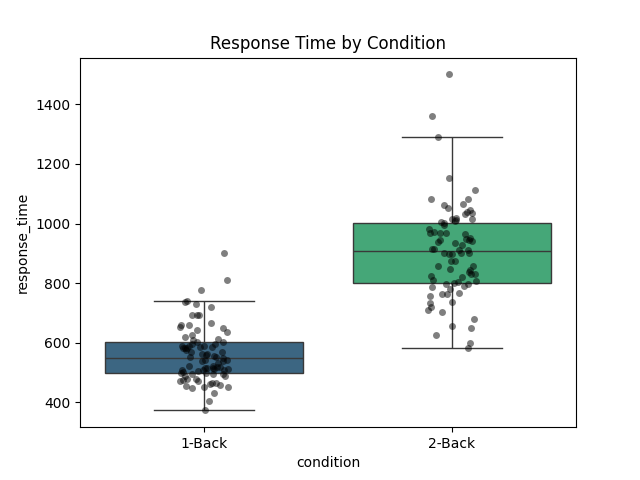 Response Time by Condition
response_time
1400
1200
1000
800
600
400
1-Back
2-Back
condition